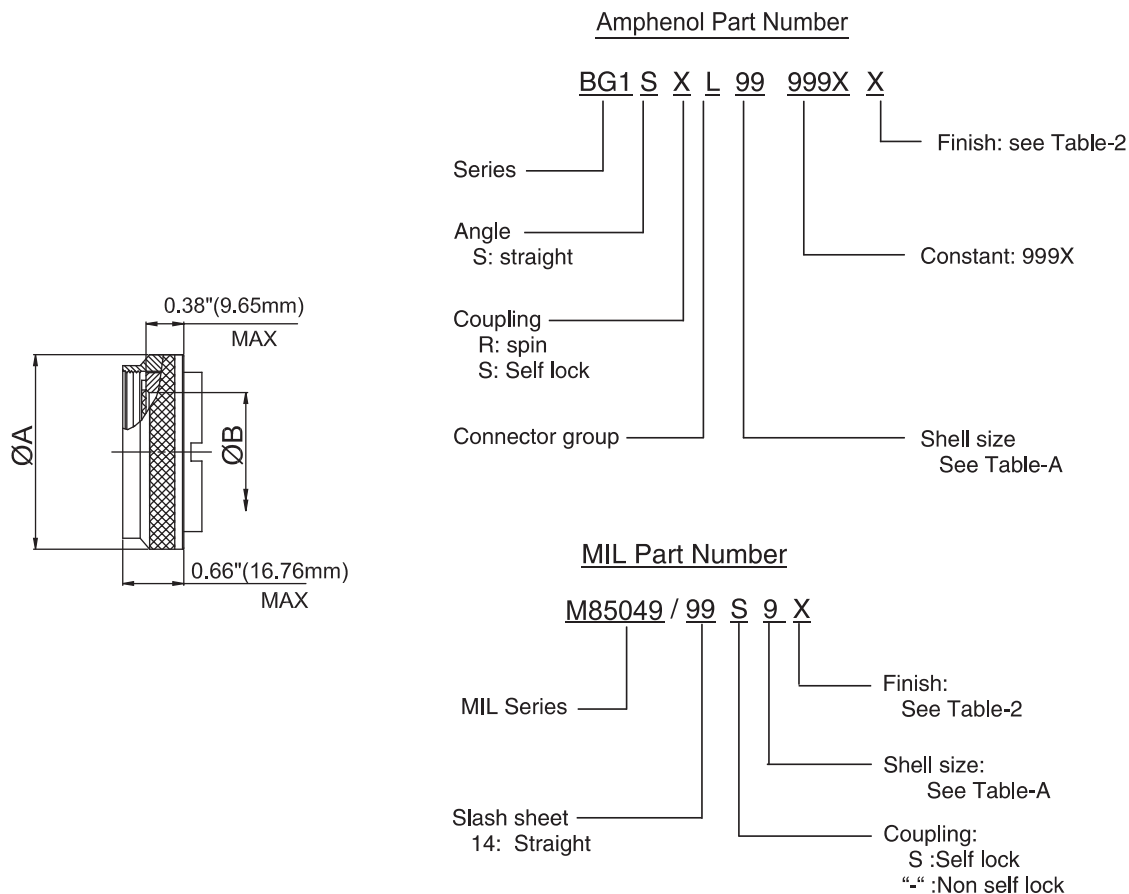 Amphenol Part Number
BG1 S X L 99 999X X
Finish: see Table-2
Series
Angle
S: straight
Constant: 999X
Coupling
R: spin
S: Self lock
Connector group
Shell size
See Table-A
0.38"(9.65mm)
MAX
ØA
ØB
0.66"(16.76mm)
MAX
MIL Part Number
M85049 / 99 S 9 X
Finish:
See Table-2
MIL Series
Shell size:
See Table-A
Slash sheet
14: Straight
Coupling:
S :Self lock
“-“ :Non self lock